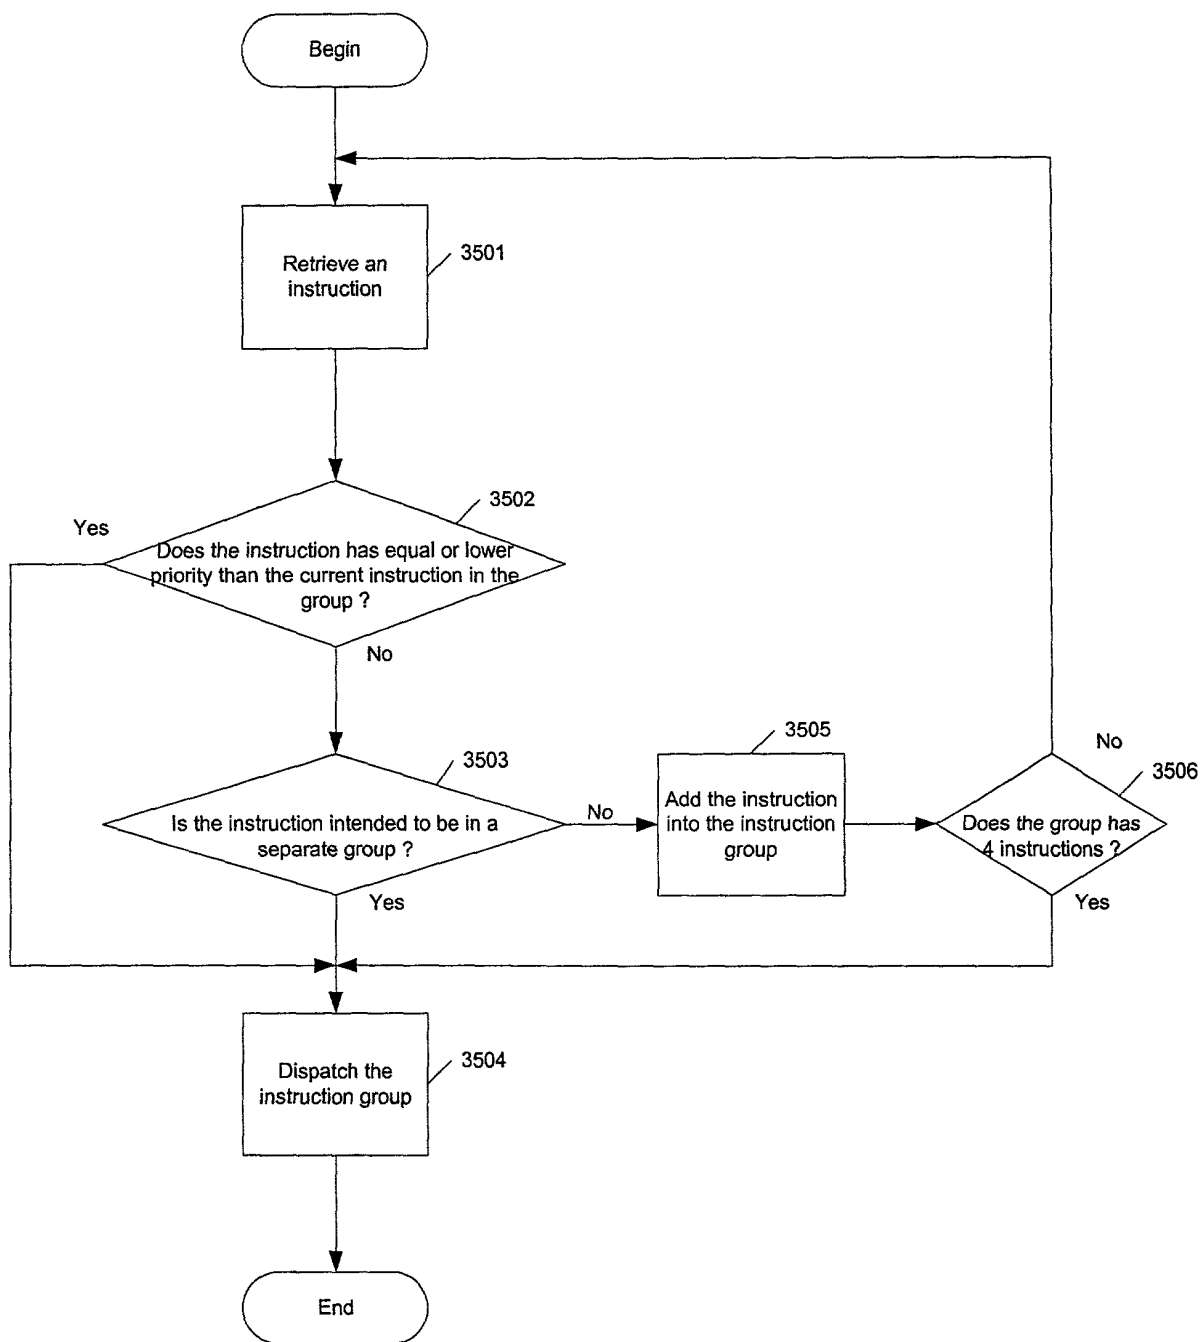 Begin
Retrieve an
instruction
3501
3502
Yes
Does the instruction has equal or lower
priority than the current instruction in the
group ?
No
3503
Is the instruction intended to be in a
separate group ?
No
Yes
3505
Add the instruction
into the instruction
group
No
3506
Does the group has
4 instructions ?
Yes
Dispatch the
instruction group
3504
End